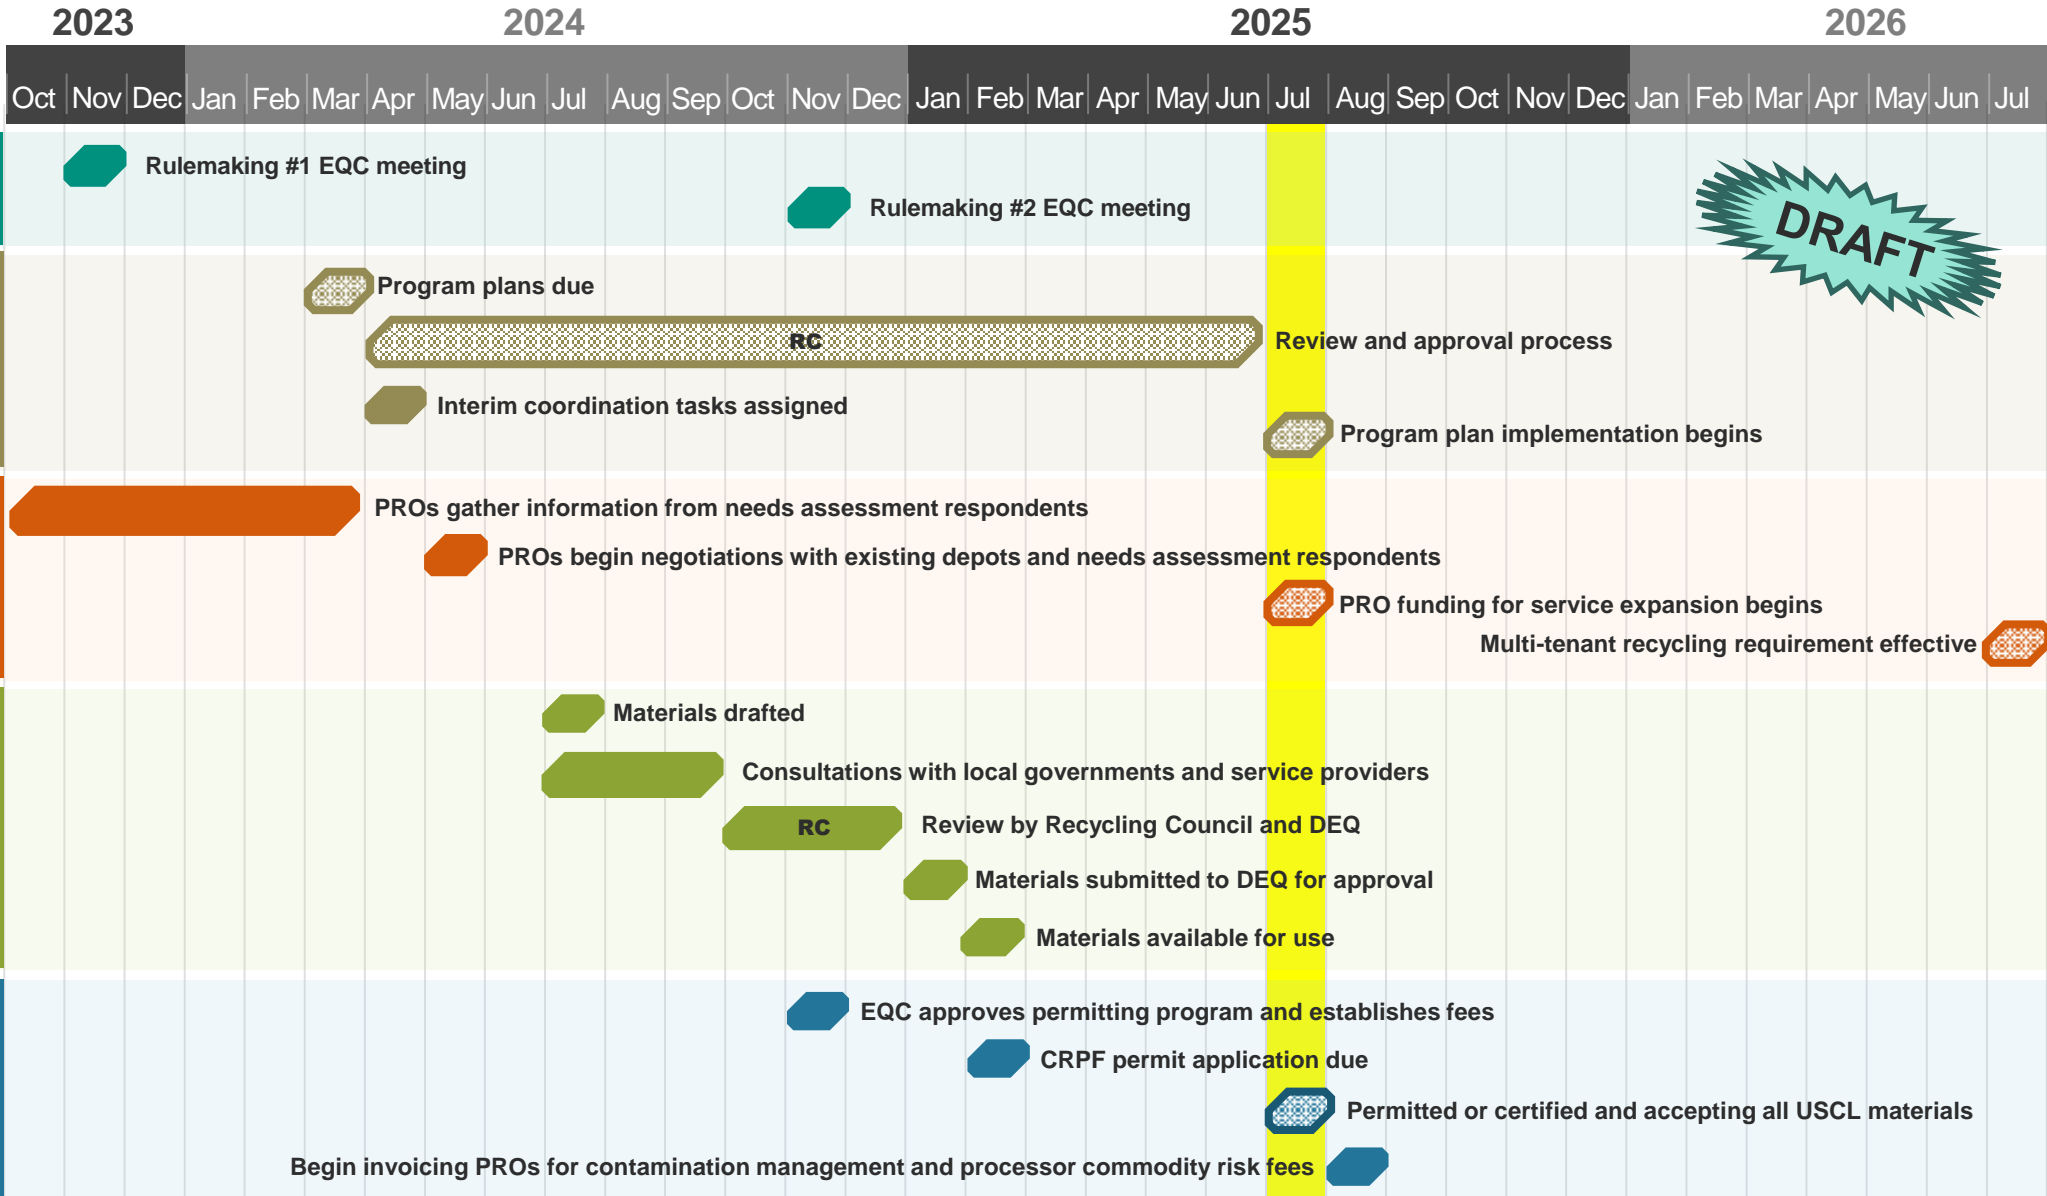 2023 2024 2025 2026
Oct Nov Dec Jan Feb Mar Apr May Jun Jul Aug Sep Oct Nov Dec Jan Feb Mar Apr May Jun Jul Aug Sep Oct Nov Dec Jan Feb Mar Apr May Jun Jul
Rulemaking #1 EQC meeting
Rulemaking #2 EQC meeting
DRAFT
Program plans due
RC Review and approval process
Interim coordination tasks assigned
Program plan implementation begins
PROs gather information from needs assessment respondents
PROs begin negotiations with existing depots and needs assessment respondents
PRO funding for service expansion begins
Multi-tenant recycling requirement effective
Materials drafted
Consultations with local governments and service providers
RC Review by Recycling Council and DEQ
Materials submitted to DEQ for approval
Materials available for use
EQC approves permitting program and establishes fees
CRPF permit application due
Permitted or certified and accepting all USCL materials
Begin invoicing PROs for contamination management and processor commodity risk fees